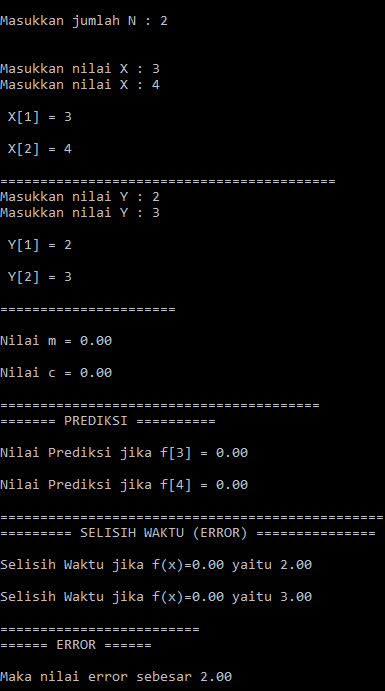 Masukkan jumlah N : 2
Masukkan nilai X : 3
Masukkan nilai X : 4
X[1] = 3
X[2] = 4
==========================================
Masukkan nilai Y : 2
Masukkan nilai Y : 3
Y[1] = 2
Y[2] = 3
======================
Nilai m = 0.00
Nilai c = 0.00
========================================
======= PREDIKSI ==========
Nilai Prediksi jika f[3] = 0.00
Nilai Prediksi jika f[4] = 0.00
================================================
========= SELISIH WAKTU (ERROR) ===============
Selisih Waktu jika f(x)=0.00 yaitu 2.00
Selisih Waktu jika f(x)=0.00 yaitu 3.00
=========================
====== ERROR ======
Maka nilai error sebesar 2.00